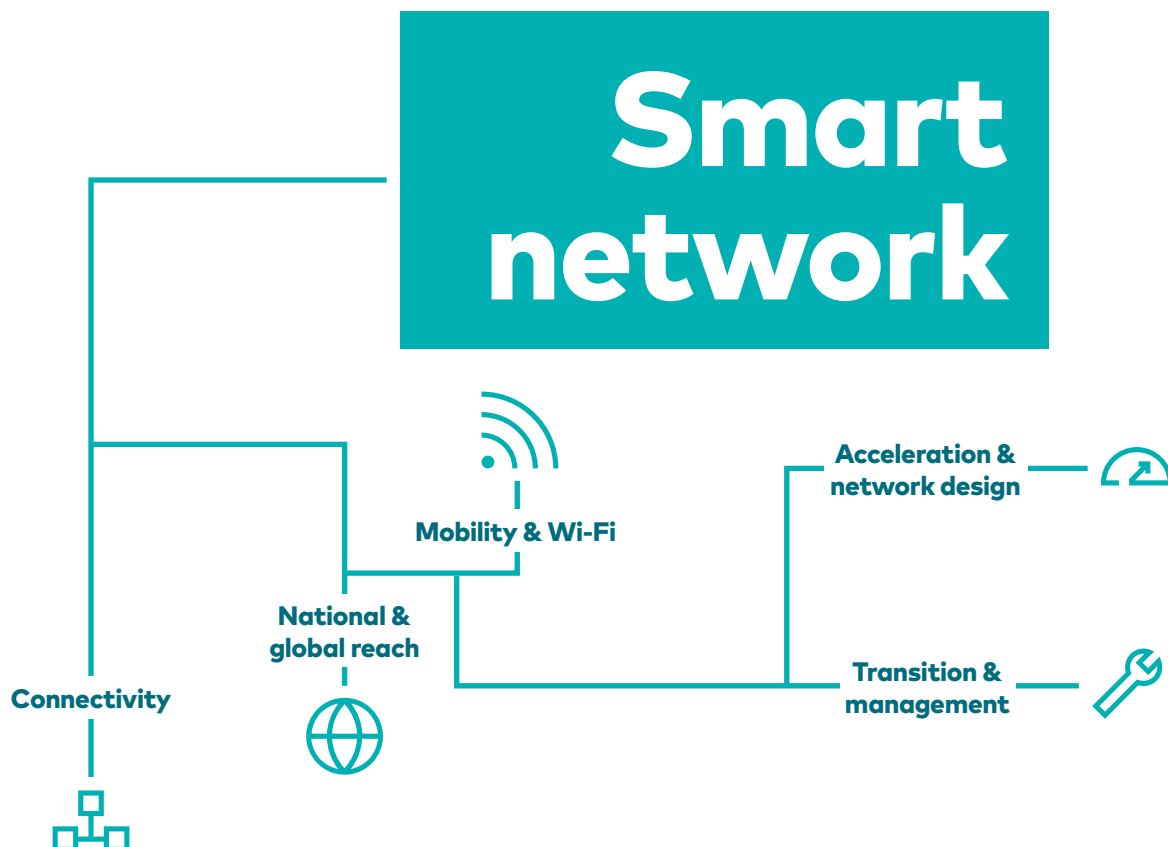 Smart
network
Acceleration &
network design
Mobility & Wi-Fi
National &
global reach
Transition &
management
Connectivity